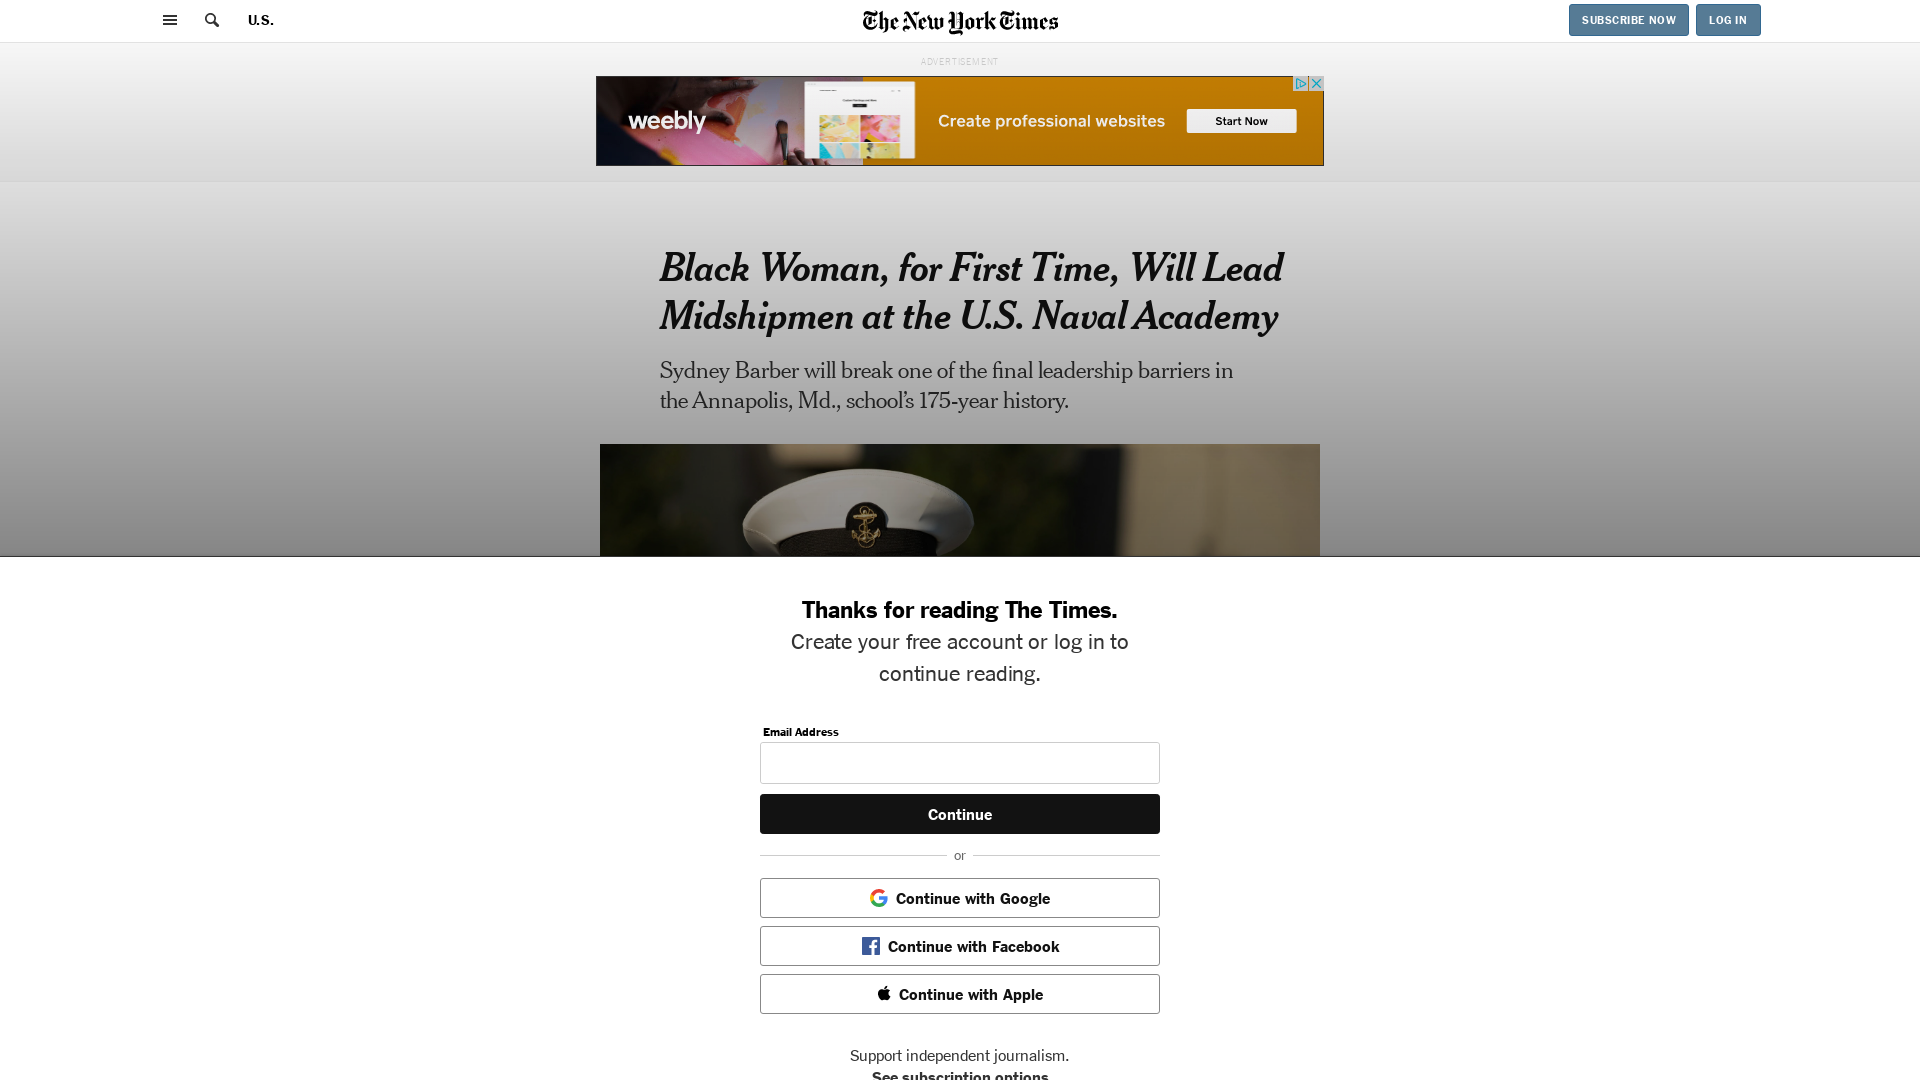 U.S.
The New York Times
SUBSCRIBE NOW
LOG IN
ADVERTISEMENT
weebly
Create professional websites
Start Now
Black Woman, for First Time, Will Lead
Midshipmen at the U.S. Naval Academy
Sydney Barber will break one of the final leadership barriers in
the Annapolis, Md., school’s 175-year history.
Thanks for reading The Times.
Create your free account or log in to
continue reading.
Email Address
Continue
or
Continue with Google
Continue with Facebook
Continue with Apple
Support independent journalism.
See subscription options